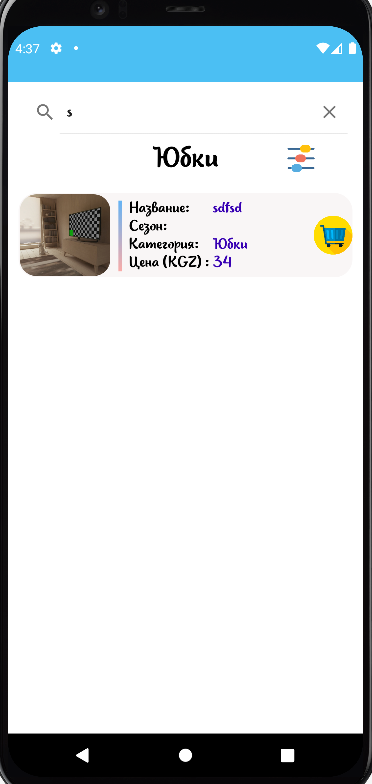 4:37
s
Юбки
Название: sdfsd
Сезон:
Категория: Юбки
Цена (KGZ) : 34